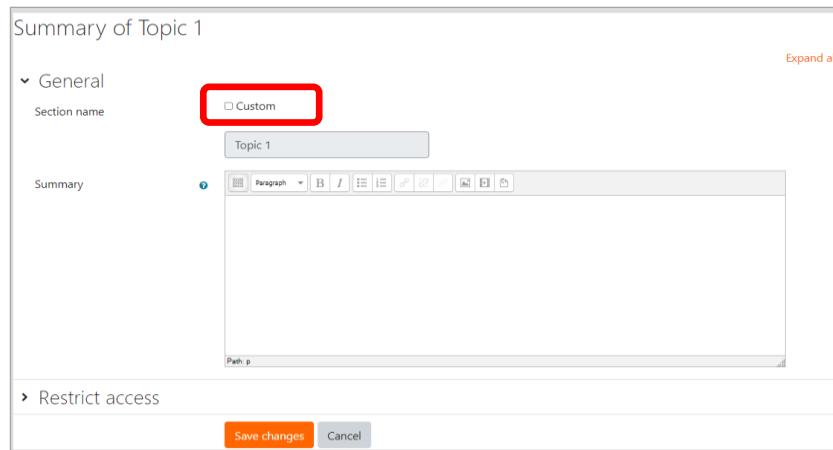 Summary of Topic 1
Expand a
General
Section name
Custom
Topic 1
Summary
Paragraph
B I
Path: p
Restrict access
Save changes Cancel